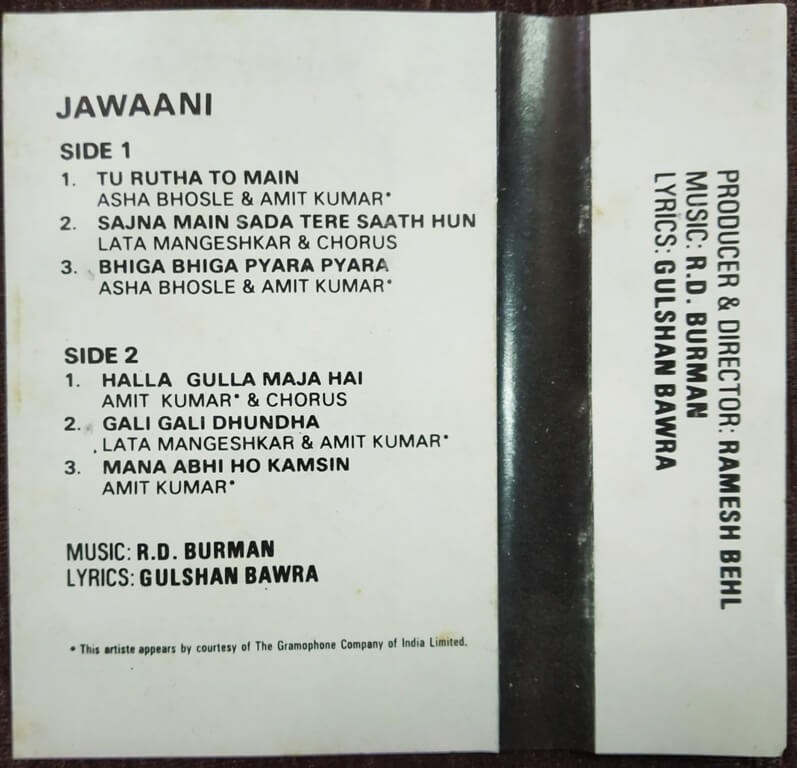 JAWAANI
SIDE 1
1. TU RUTHA TO MAIN
ASHA BHOSLE & AMIT KUMAR*
2. SAJNA MAIN SADA TERE SAATH HUN
LATA MANGESHKAR & CHORUS
3. BHIGA BHIGA PYARA PYARA
ASHA BHOSLE & AMIT KUMAR*
SIDE 2
1. HALLA GULLA MAJA HAI
AMIT KUMAR* & CHORUS
2. GALI GALI DHUNDHA
LATA MANGESHKAR & AMIT KUMAR*
3. MANA ABHI HO KAMSIN
AMIT KUMAR*
MUSIC: R.D. BURMAN
LYRICS: GULSHAN BAWRA
* This artiste appears by courtesy of The Gramophone Company of India Limited.
PRODUCER & DIRECTOR: RAMESH BEHL
MUSIC: R.D. BURMAN
LYRICS: GULSHAN BAWRA